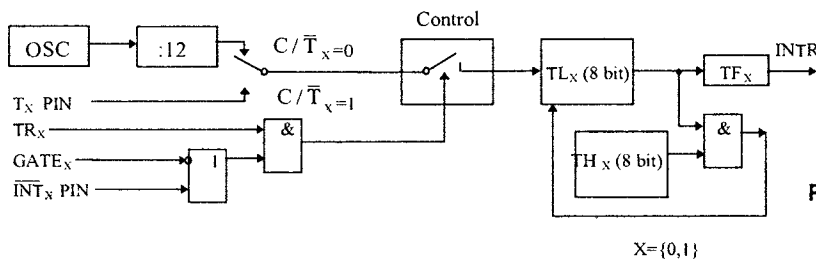 Control
OSC
:12
C / T̅ₓ=0
TLₓ (8 bit)
TFₓ
INTR
Tₓ PIN
C / T̅ₓ=1
TRₓ
&
&
GATEₓ
1
THₓ (8 bit)
I̅N̅T̅ₓ PIN
X={0,1}